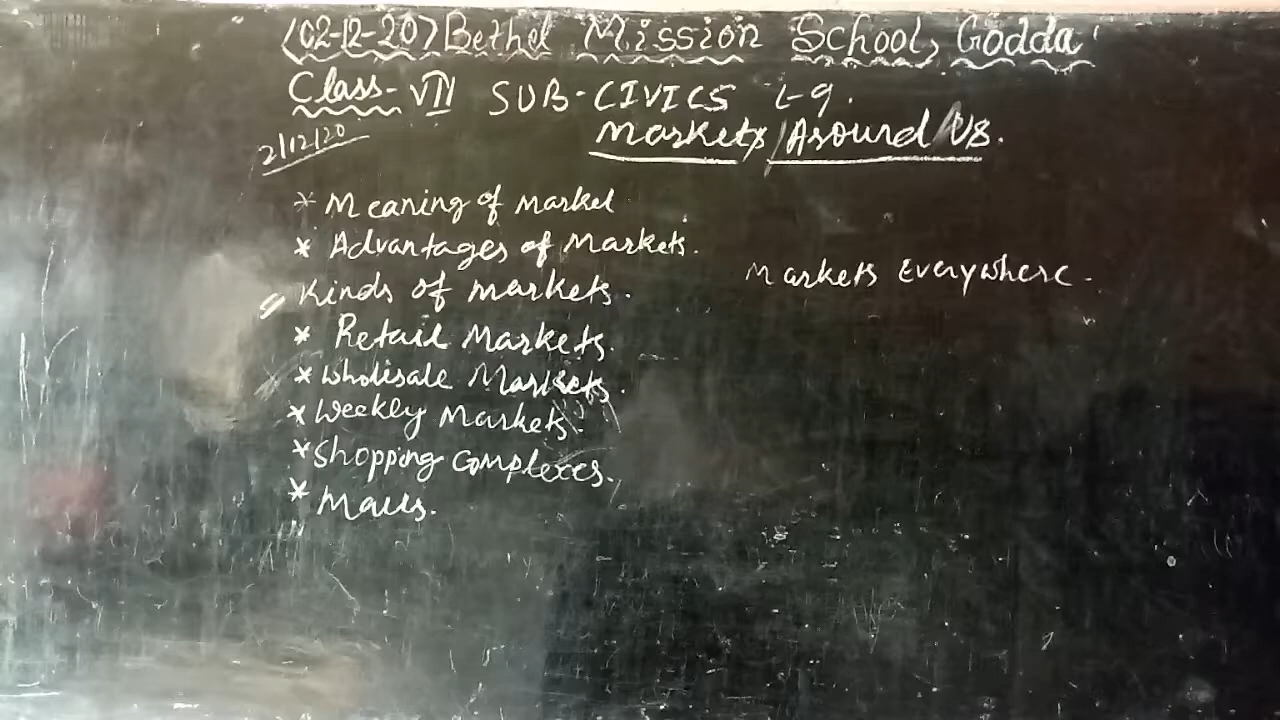 (02-12-20) Bethel Mission School, Godda
Class-VII SUB-CIVICS L-9.
2/12/20
Markets Around Us.
* Meaning of Market
* Advantages of Markets.
Markets Everywhere.
Kinds of Markets.
* Retail Markets.
* Wholisale Markets.
* Weekly Markets.
* Shopping Complexes.
* Malls.